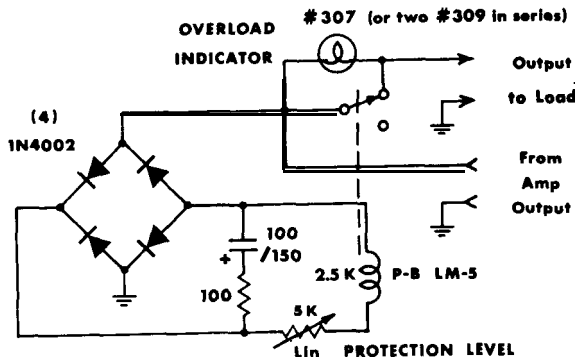 #307 (or two #309 in series)
OVERLOAD
INDICATOR
Output
to Load
(4)
1N4002
From
Amp
Output
100
/150
+
100
2.5 K
P-B LM-5
5 K
Lin PROTECTION LEVEL